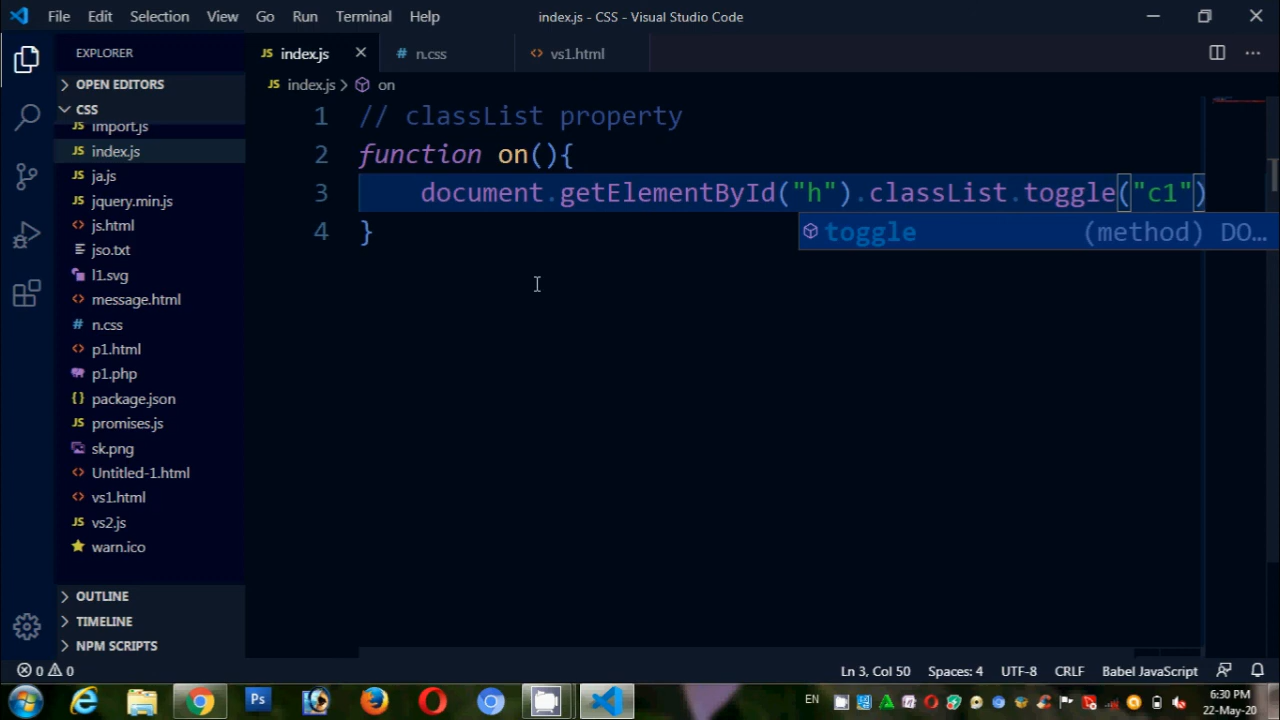 File Edit Selection View Go Run Terminal Help
index.js - CSS - Visual Studio Code
EXPLORER
OPEN EDITORS
CSS
import.js
index.js
ja.js
jquery.min.js
js.html
jso.txt
l1.svg
message.html
n.css
p1.html
p1.php
package.json
promises.js
sk.png
Untitled-1.html
vs1.html
vs2.js
warn.ico
OUTLINE
TIMELINE
NPM SCRIPTS
JS index.js # n.css <> vs1.html
JS index.js > on
1 // classList property
2 function on(){
3 document.getElementById("h").classList.toggle("c1")
toggle (method) DO…
4 }
0 0
Ln 3, Col 50 Spaces: 4 UTF-8 CRLF Babel JavaScript
Ps
EN
6:30 PM
22-May-20